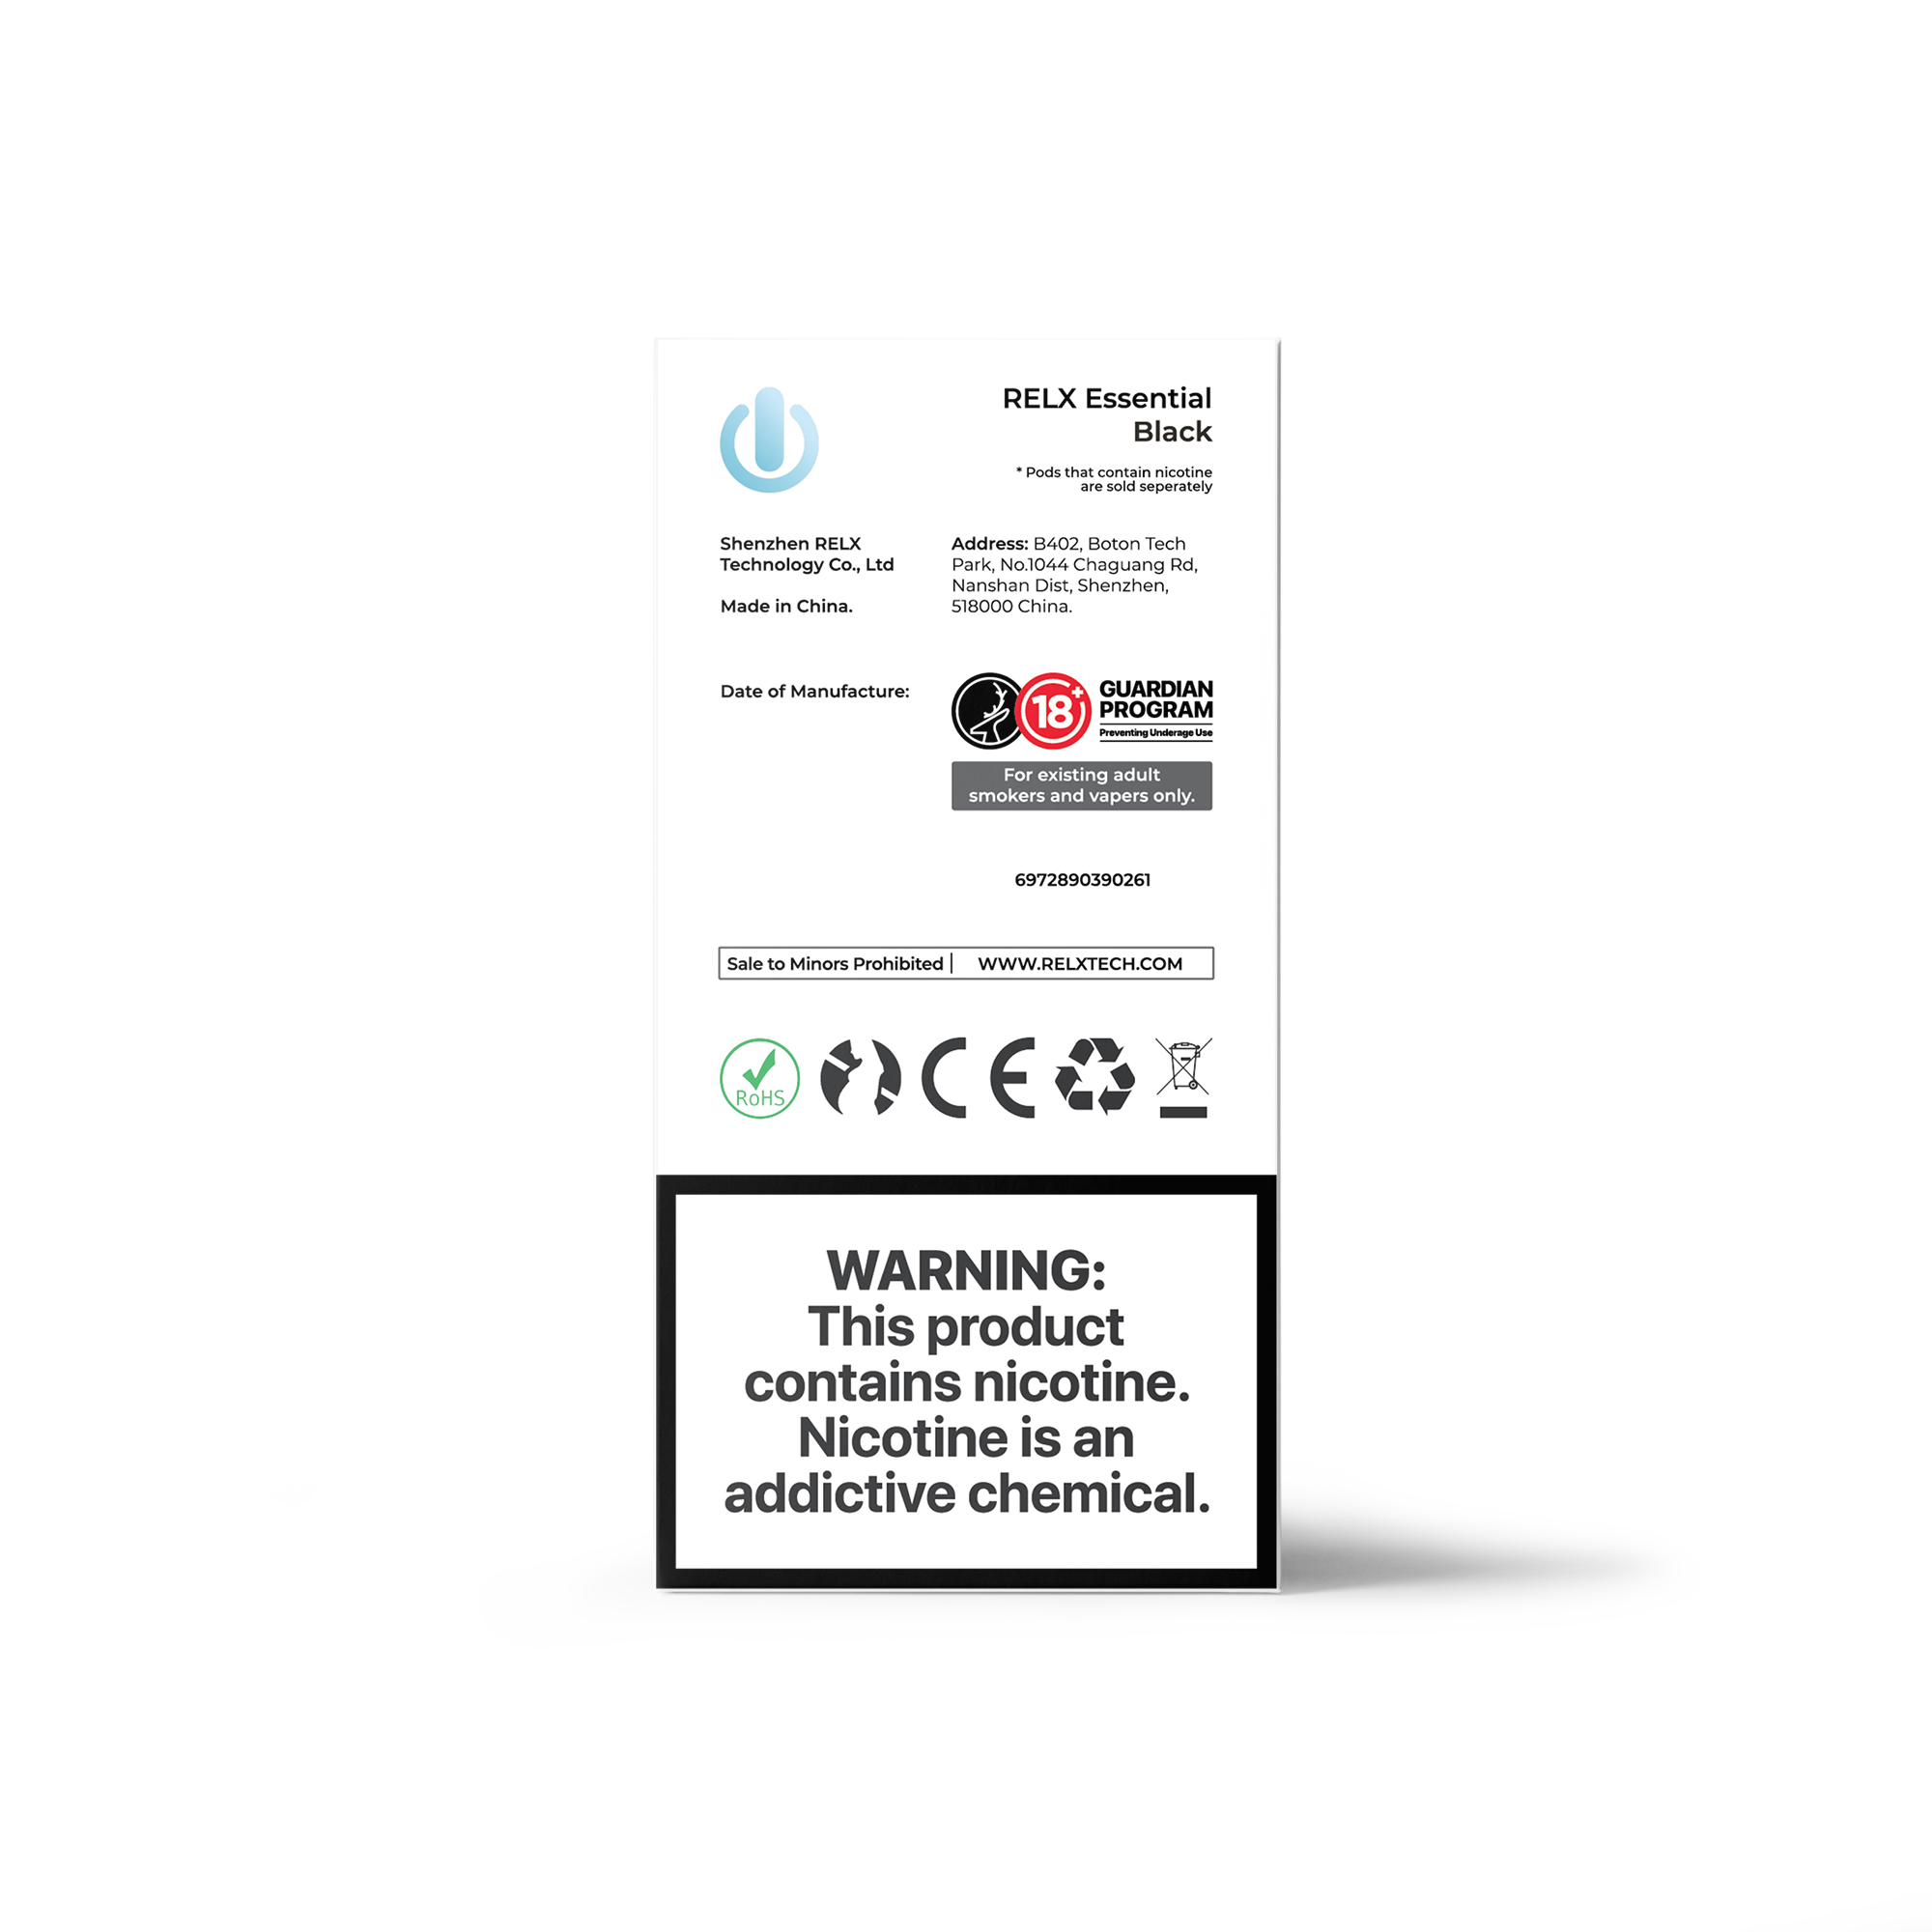 RELX Essential
Black
* Pods that contain nicotine
are sold seperately
Shenzhen RELX
Technology Co., Ltd
Made in China.
Address: B402, Boton Tech
Park, No.1044 Chaguang Rd,
Nanshan Dist, Shenzhen,
518000 China.
Date of Manufacture:
18+
GUARDIAN
PROGRAM
Preventing Underage Use
For existing adult
smokers and vapers only.
6972890390261
Sale to Minors Prohibited | WWW.RELXTECH.COM
RoHS
CE
WARNING:
This product
contains nicotine.
Nicotine is an
addictive chemical.